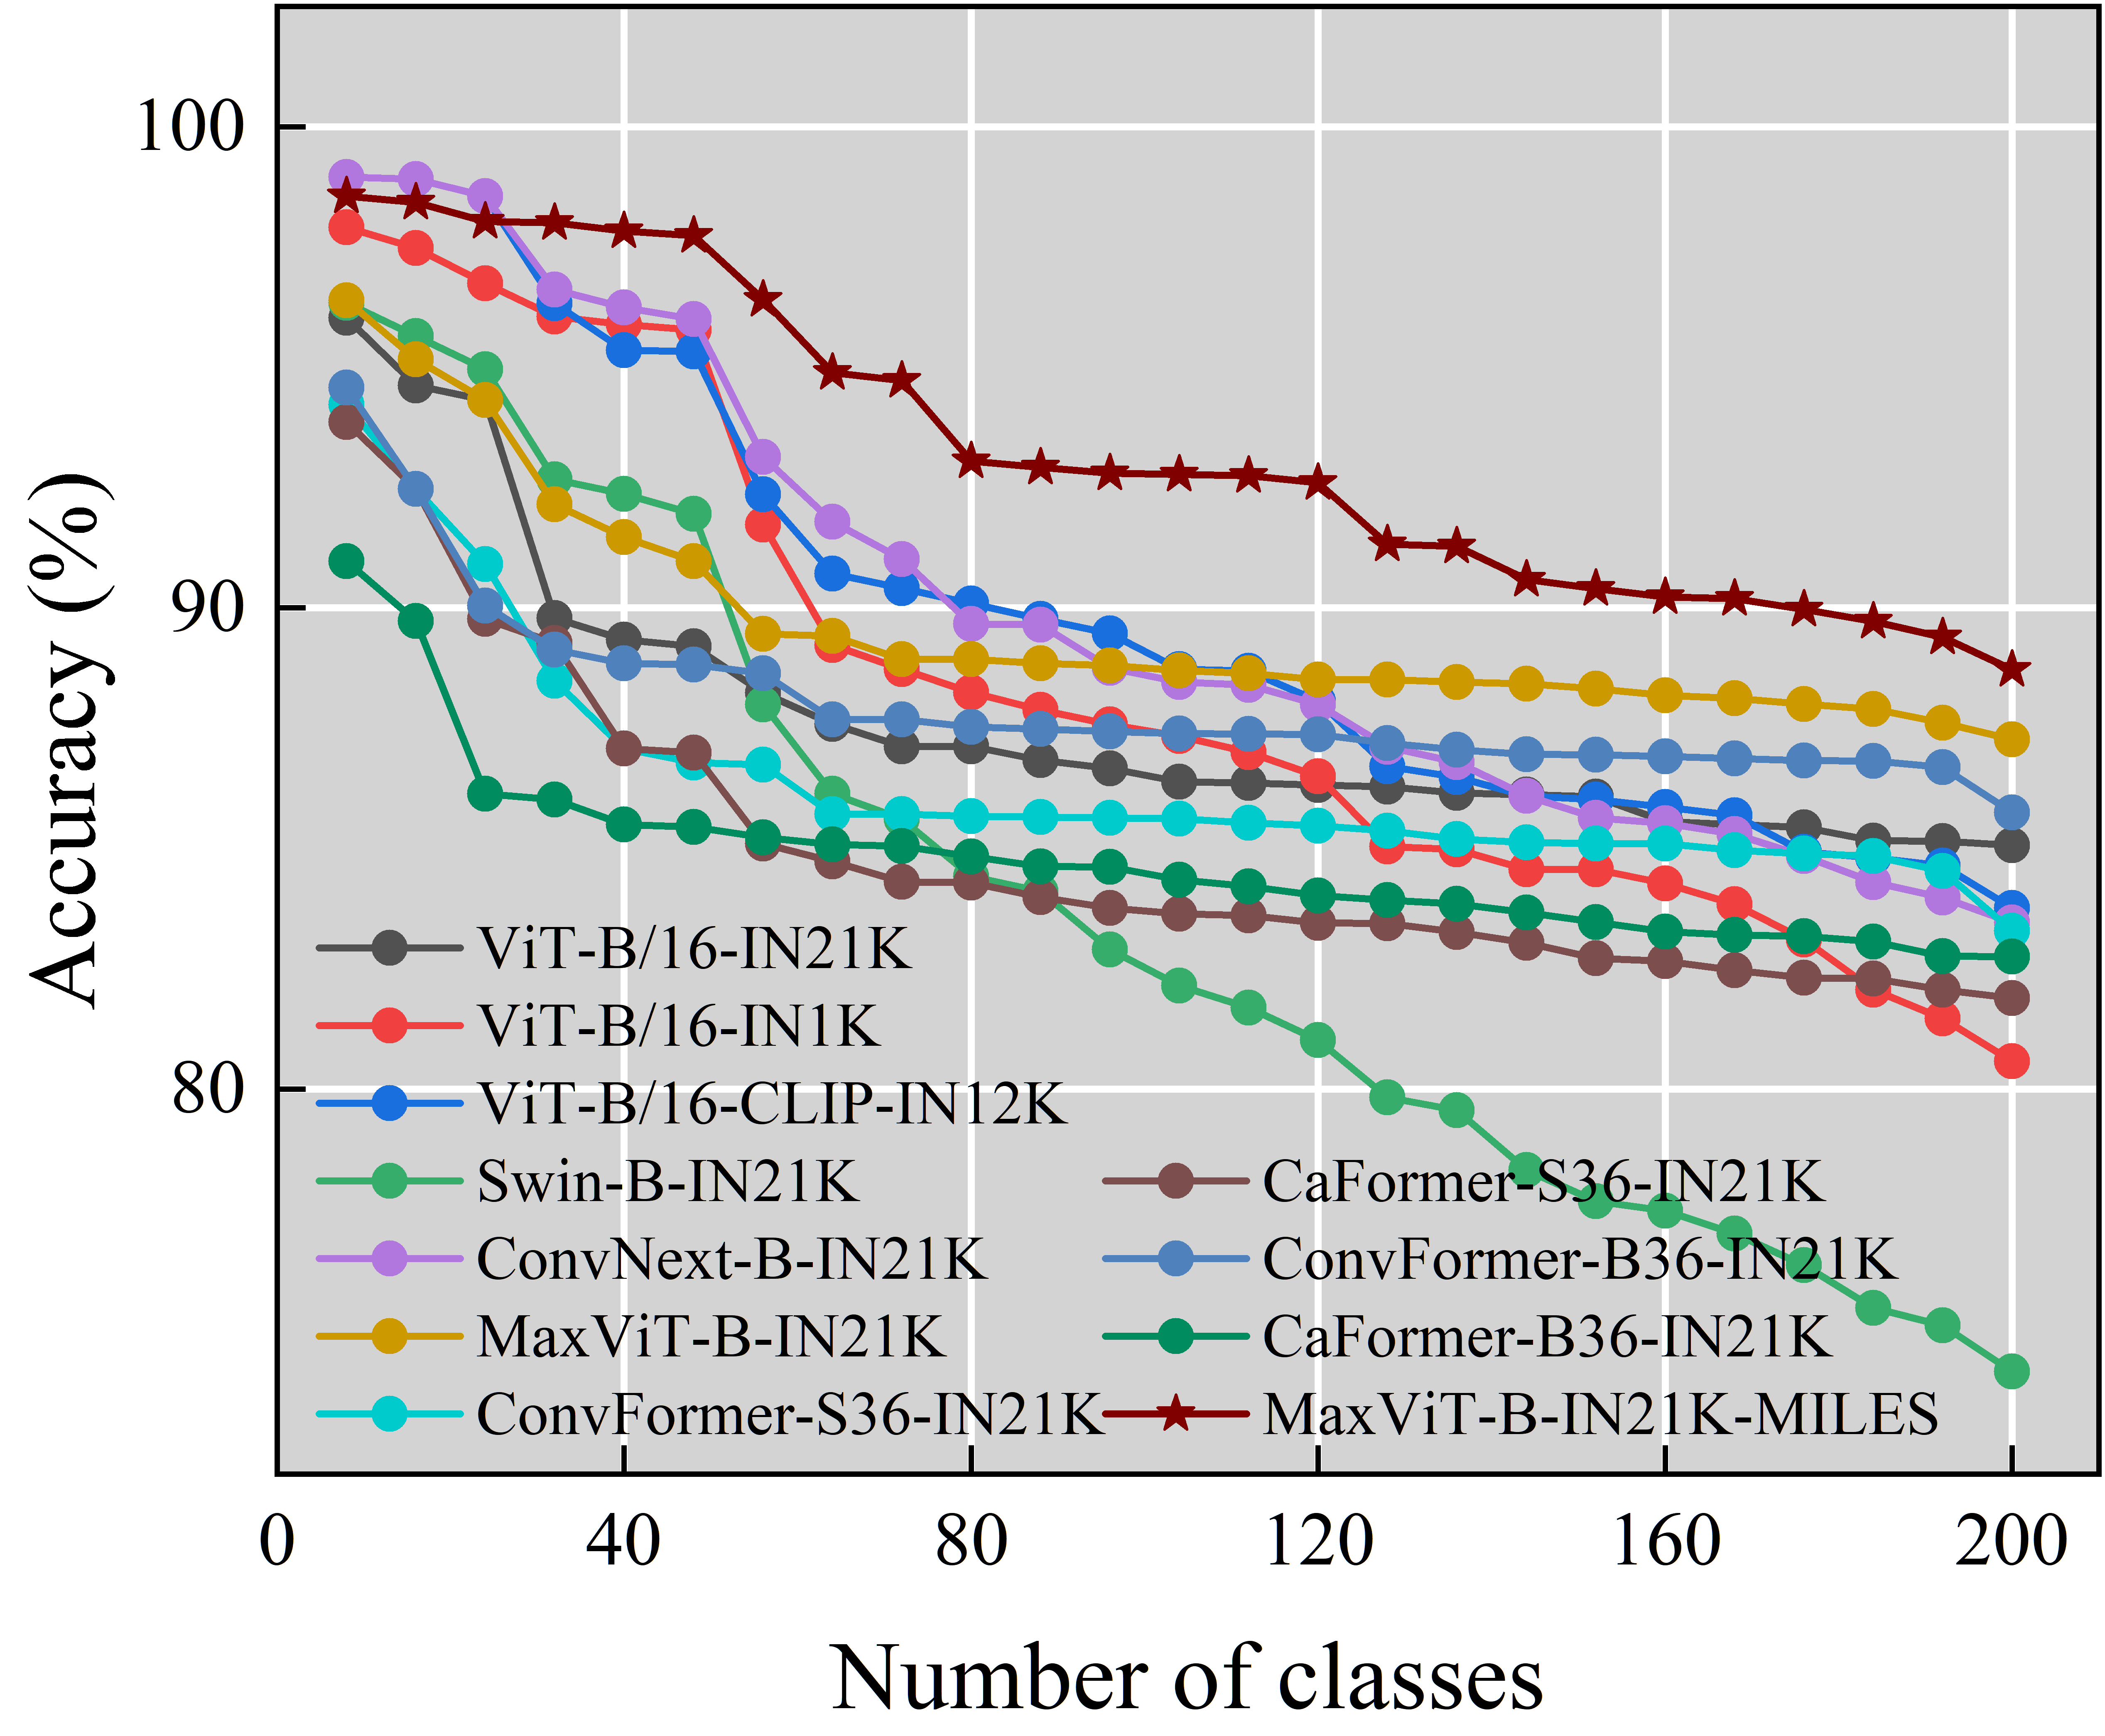 100
90
80
Accuracy (%)
ViT-B/16-IN21K
ViT-B/16-IN1K
ViT-B/16-CLIP-IN12K
Swin-B-IN21K
ConvNext-B-IN21K
MaxViT-B-IN21K
ConvFormer-S36-IN21K
CaFormer-S36-IN21K
ConvFormer-B36-IN21K
CaFormer-B36-IN21K
MaxViT-B-IN21K-MILES
0 40 80 120 160 200
Number of classes